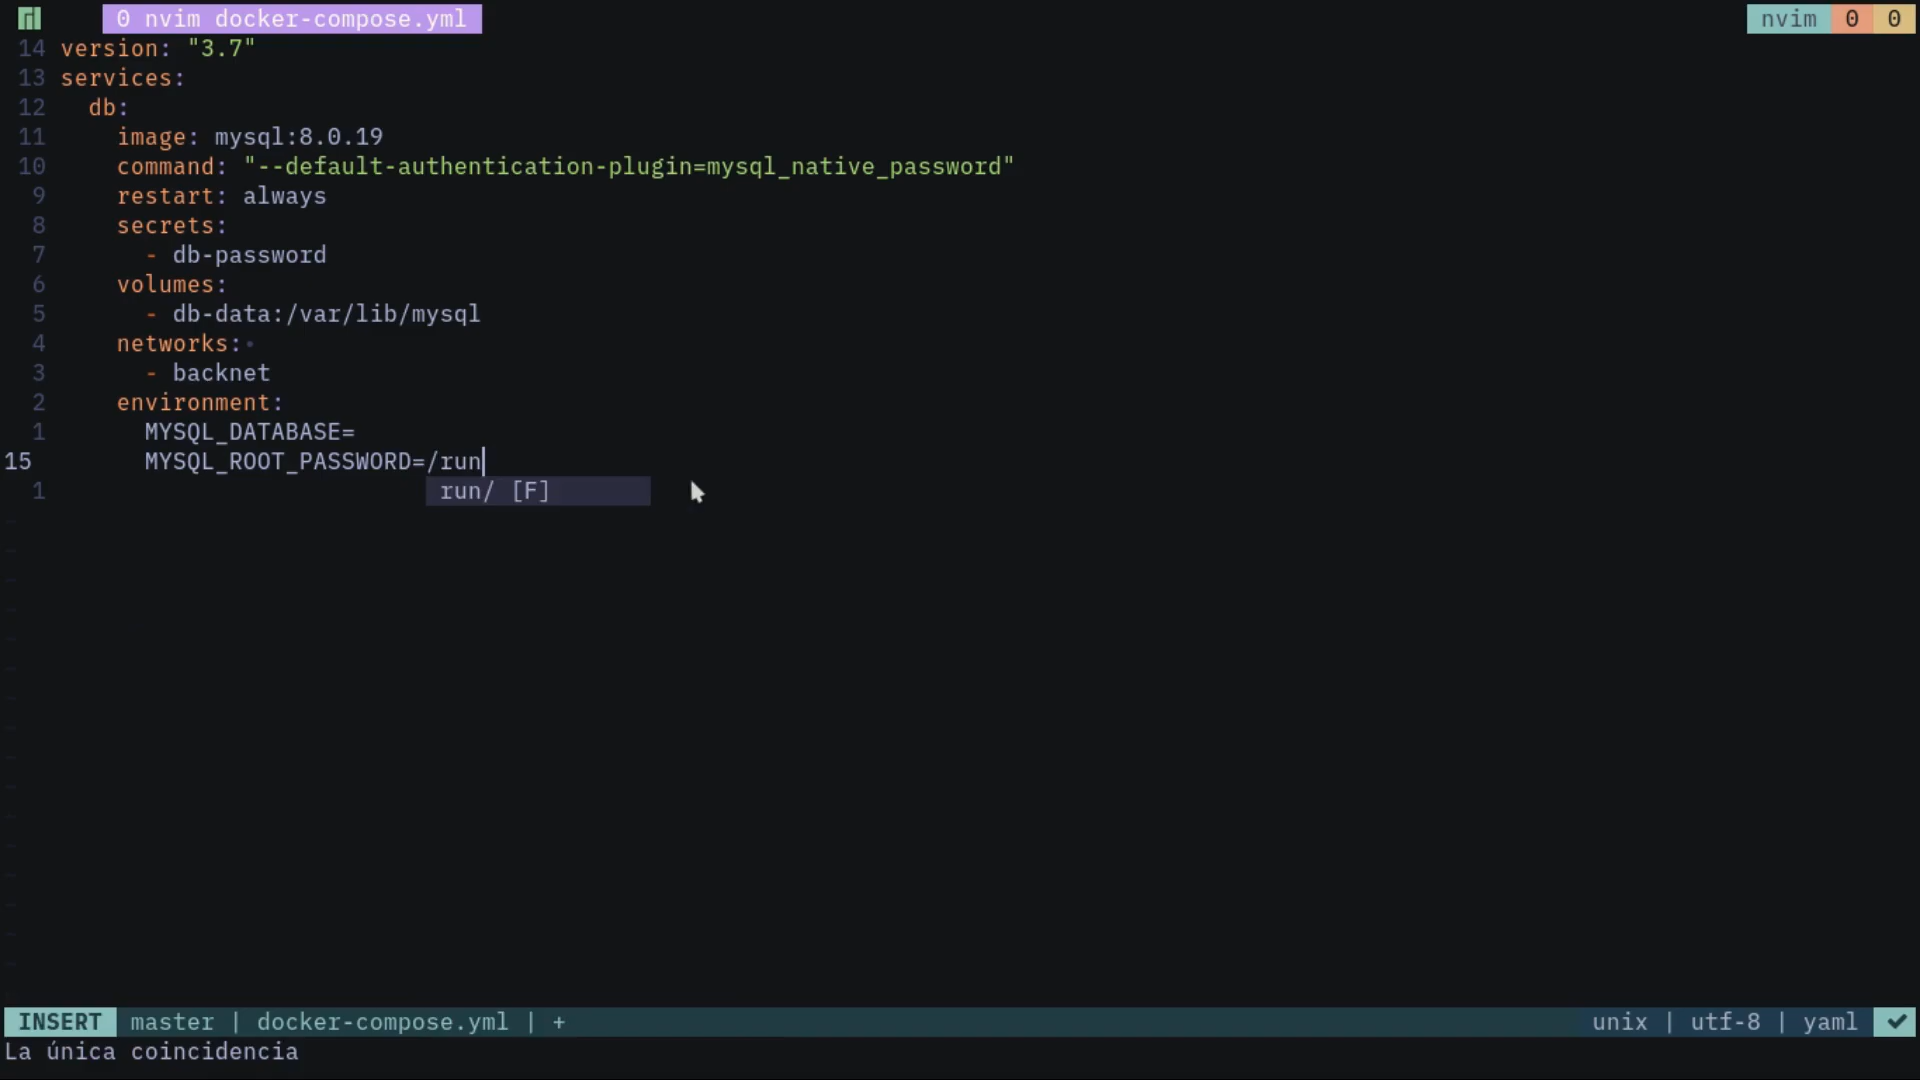 0 nvim docker-compose.yml nvim 0 0
14 version: "3.7"
13 services:
12 db:
11 image: mysql:8.0.19
10 command: "--default-authentication-plugin=mysql_native_password"
9 restart: always
8 secrets:
7 - db-password
6 volumes:
5 - db-data:/var/lib/mysql
4 networks:
3 - backnet
2 environment:
1 MYSQL_DATABASE=
15 MYSQL_ROOT_PASSWORD=/run
1 run/ [F]
INSERT master | docker-compose.yml | + unix | utf-8 | yaml
La única coincidencia